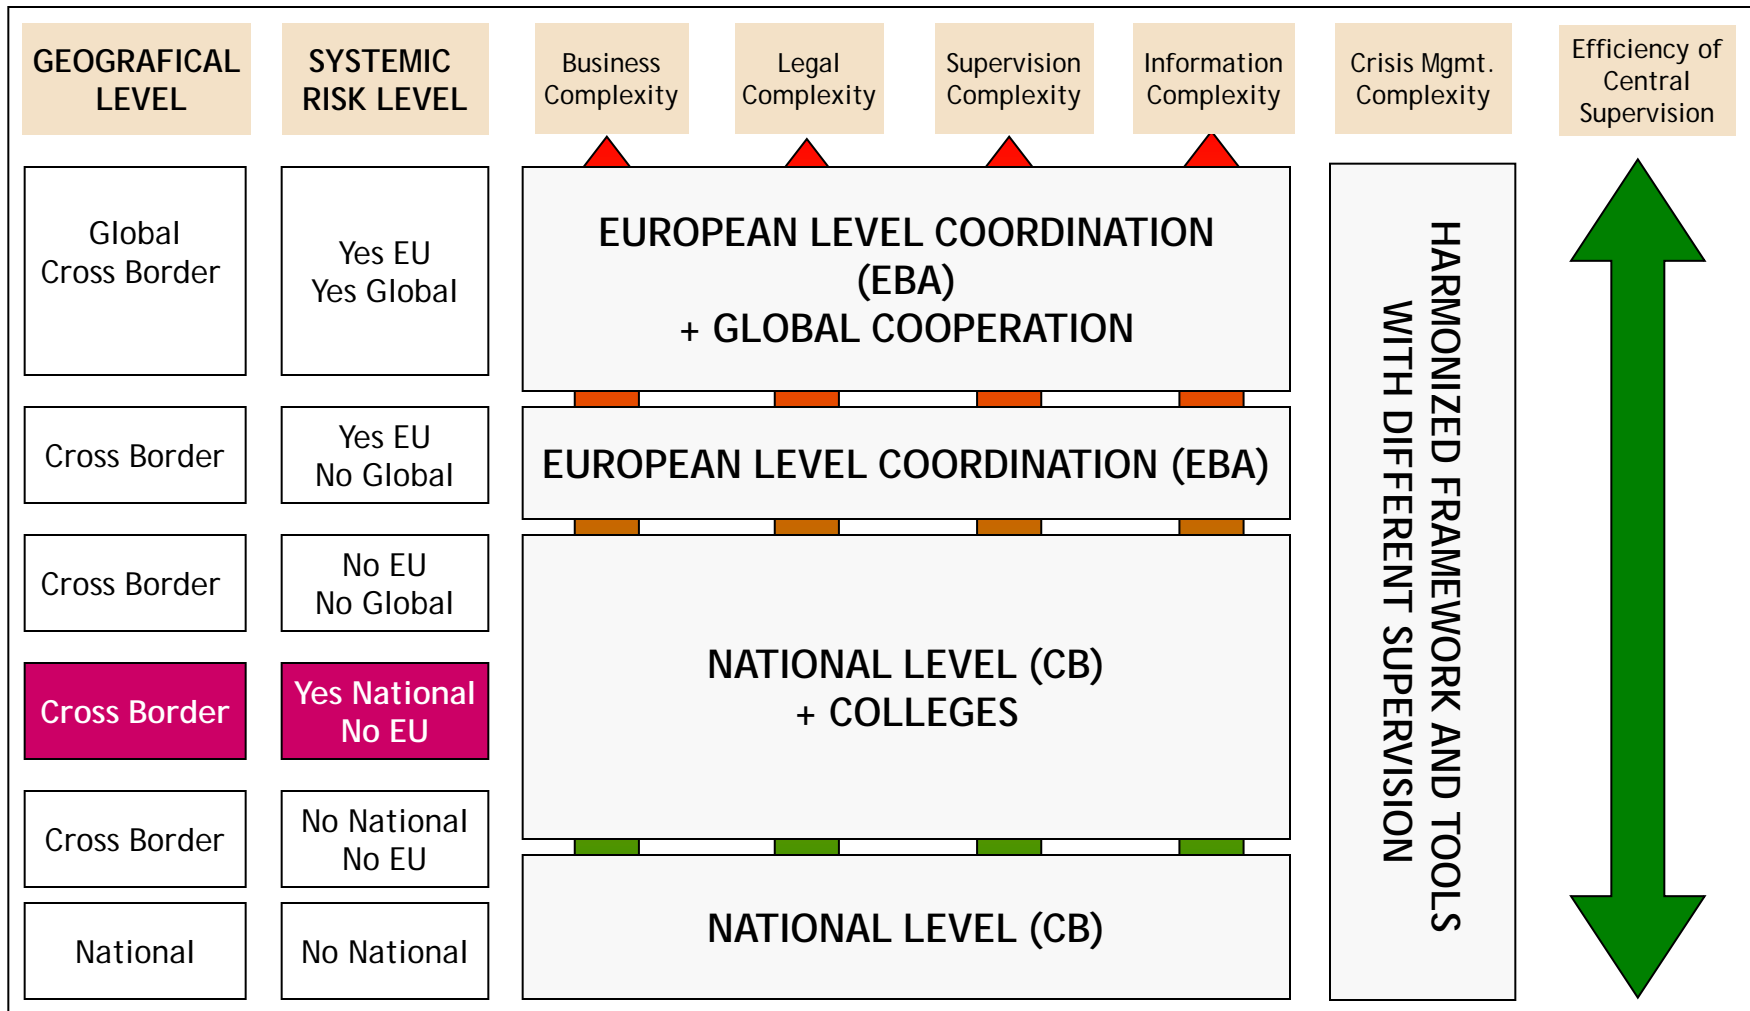 GEOGRAFICAL
LEVEL
SYSTEMIC
RISK LEVEL
Business
Complexity
Legal
Complexity
Supervision
Complexity
Information
Complexity
Crisis Mgmt.
Complexity
Efficiency of
Central
Supervision
Global
Cross Border
Yes EU
Yes Global
EUROPEAN LEVEL COORDINATION
(EBA)
+ GLOBAL COOPERATION
Cross Border
Yes EU
No Global
EUROPEAN LEVEL COORDINATION (EBA)
Cross Border
No EU
No Global
NATIONAL LEVEL (CB)
+ COLLEGES
Cross Border
Yes National
No EU
Cross Border
No National
No EU
National
No National
NATIONAL LEVEL (CB)
HARMONIZED FRAMEWORK AND TOOLS
WITH DIFFERENT SUPERVISION